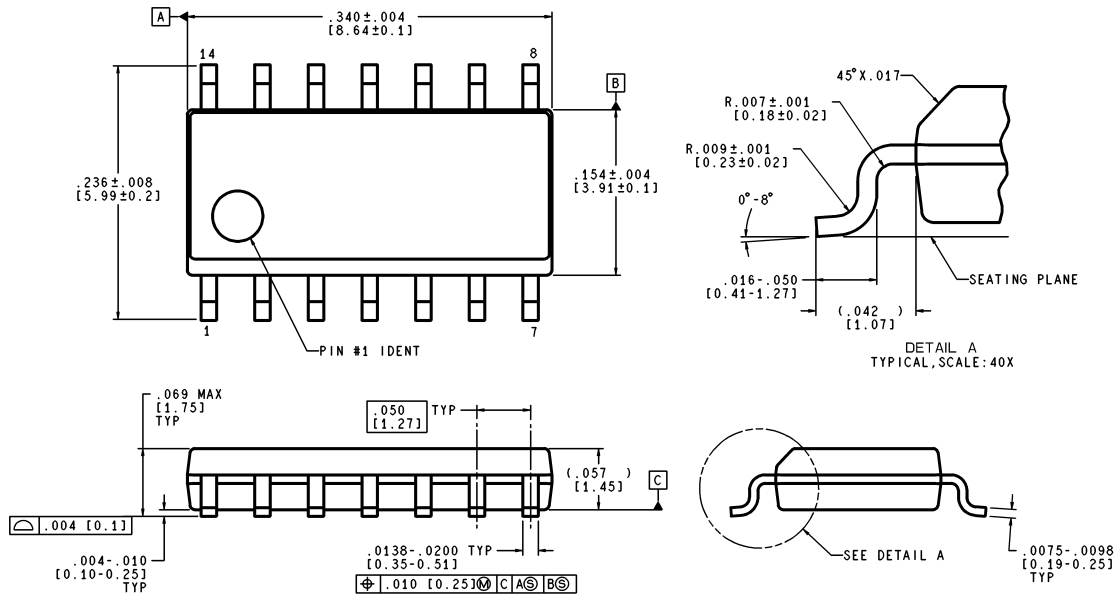 A
.340±.004
[8.64±0.1]
14
8
B
.236±.008
[5.99±0.2]
.154±.004
[3.91±0.1]
1
7
PIN #1 IDENT
45°X.017
R.007±.001
[0.18±0.02]
R.009±.001
[0.23±0.02]
0°-8°
SEATING PLANE
.016-.050
[0.41-1.27]
(.042 )
[1.07]
DETAIL A
TYPICAL,SCALE:40X
.069 MAX
[1.75]
TYP
.050 TYP
[1.27]
(.057 )
[1.45]
C
.004 [0.1]
.004-.010
[0.10-0.25]
TYP
.0138-.0200 TYP
[0.35-0.51]
⌖ .010 [0.25]Ⓜ C AⓈ BⓈ
SEE DETAIL A
.0075-.0098
[0.19-0.25]
TYP